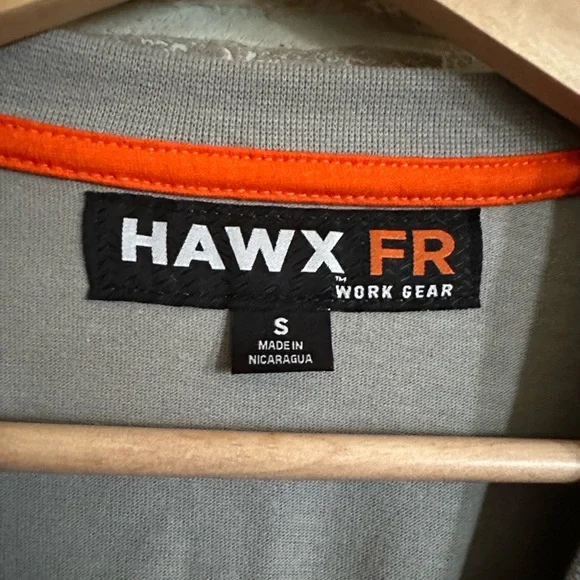 HAWX FR
™ WORK GEAR
S
MADE IN
NICARAGUA